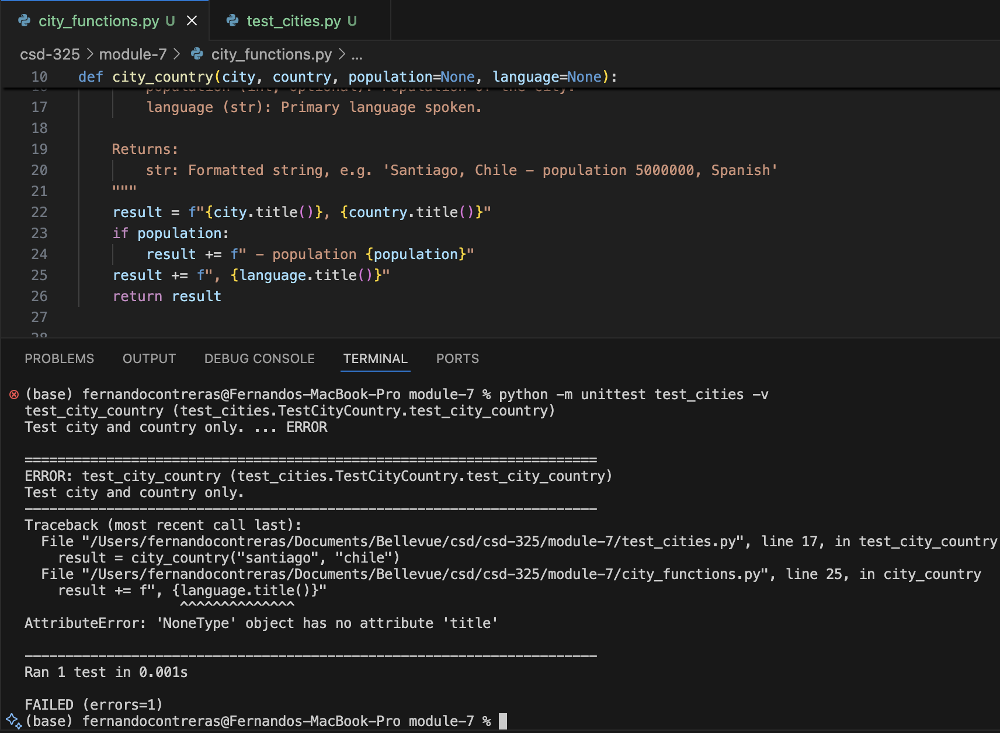 city_functions.py U
test_cities.py U
csd-325 > module-7 > city_functions.py > ...
10 def city_country(city, country, population=None, language=None):
17 language (str): Primary language spoken.
18
19 Returns:
20 str: Formatted string, e.g. 'Santiago, Chile - population 5000000, Spanish'
21 """
22 result = f"{city.title()}, {country.title()}"
23 if population:
24 result += f" - population {population}"
25 result += f", {language.title()}"
26 return result
27
28
PROBLEMS OUTPUT DEBUG CONSOLE TERMINAL PORTS
(base) fernandocontreras@Fernandos-MacBook-Pro module-7 % python -m unittest test_cities -v
test_city_country (test_cities.TestCityCountry.test_city_country)
Test city and country only. ... ERROR
======================================================================
ERROR: test_city_country (test_cities.TestCityCountry.test_city_country)
Test city and country only.
----------------------------------------------------------------------
Traceback (most recent call last):
File "/Users/fernandocontreras/Documents/Bellevue/csd/csd-325/module-7/test_cities.py", line 17, in test_city_country
result = city_country("santiago", "chile")
File "/Users/fernandocontreras/Documents/Bellevue/csd/csd-325/module-7/city_functions.py", line 25, in city_country
result += f", {language.title()}"
^^^^^^^^^^^^^^
AttributeError: 'NoneType' object has no attribute 'title'
----------------------------------------------------------------------
Ran 1 test in 0.001s
FAILED (errors=1)
(base) fernandocontreras@Fernandos-MacBook-Pro module-7 %